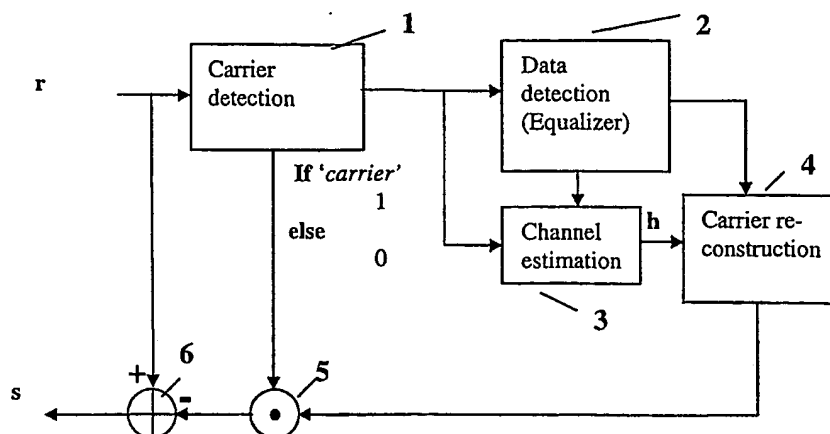 1
2
Carrier
detection
Data
detection
(Equalizer)
r
4
If 'carrier'
1
else
0
Channel
estimation
h
Carrier re-
construction
3
6
5
+
-
s